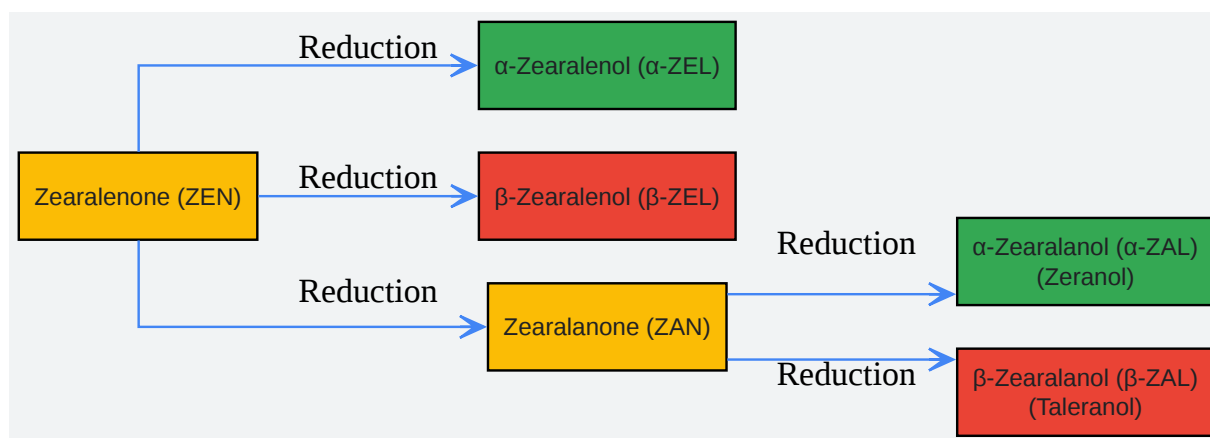 Reduction
α-Zearalenol (α-ZEL)
Zearalenone (ZEN)
Reduction
β-Zearalenol (β-ZEL)
Reduction
Zearalanone (ZAN)
Reduction
α-Zearalanol (α-ZAL)
(Zeranol)
Reduction
β-Zearalanol (β-ZAL)
(Taleranol)